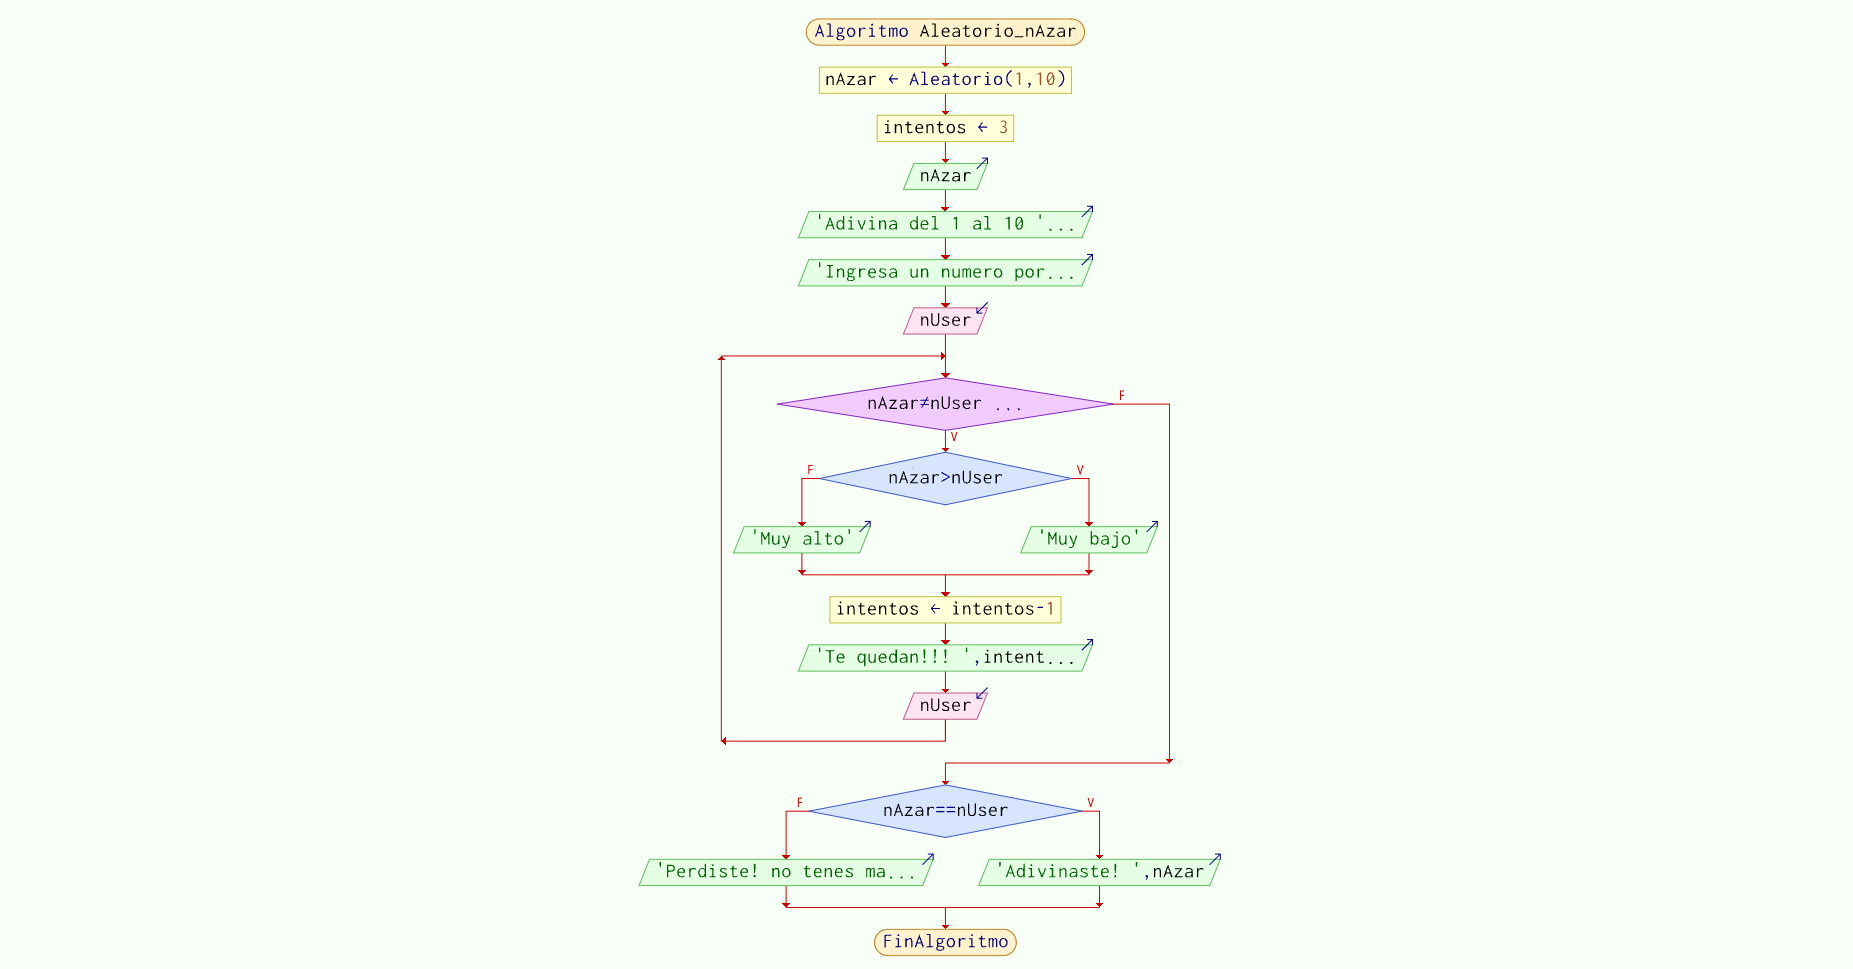 Algoritmo Aleatorio_nAzar
nAzar ← Aleatorio(1,10)
intentos ← 3
nAzar
'Adivina del 1 al 10 '...
'Ingresa un numero por...
nUser
nAzar≠nUser ...
F
V
nAzar>nUser
F
V
'Muy alto'
'Muy bajo'
intentos ← intentos-1
'Te quedan!!! ',intent...
nUser
nAzar==nUser
F
V
'Perdiste! no tenes ma...
'Adivinaste! ',nAzar
FinAlgoritmo